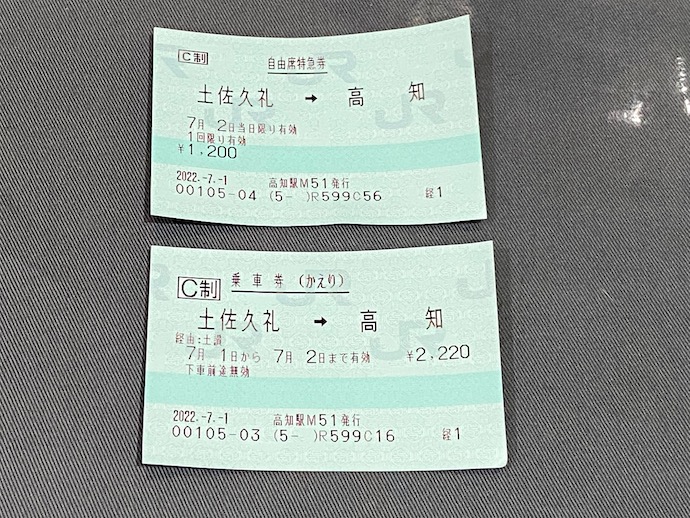 C制
自由席特急券
土佐久礼 → 高 知
7月 2日当日限り有効
1回限り有効
¥1,200
2022.-7.-1 高知駅M51発行
00105-04 (5- )R599C56 経1
C制 乗車券 (かえり)
土佐久礼 → 高 知
経由:土讃
7月 1日から 7月 2日まで有効 ¥2,220
下車前途無効
2022.-7.-1 高知駅M51発行
00105-03 (5- )R599C16 経1